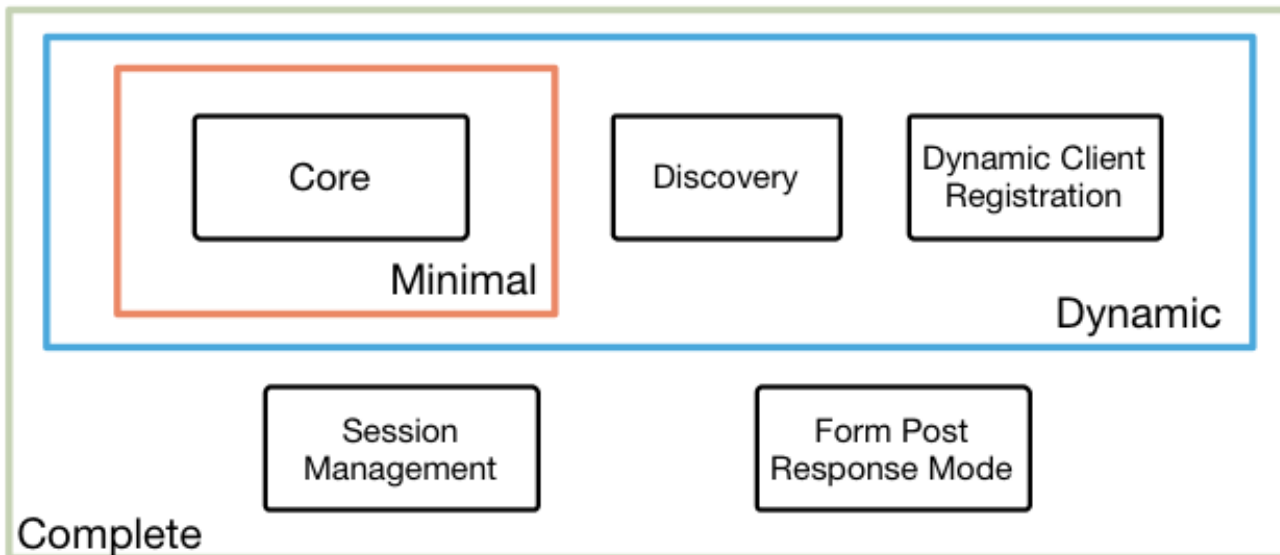 Core
Discovery
Dynamic Client
Registration
Minimal
Dynamic
Session
Management
Form Post
Response Mode
Complete